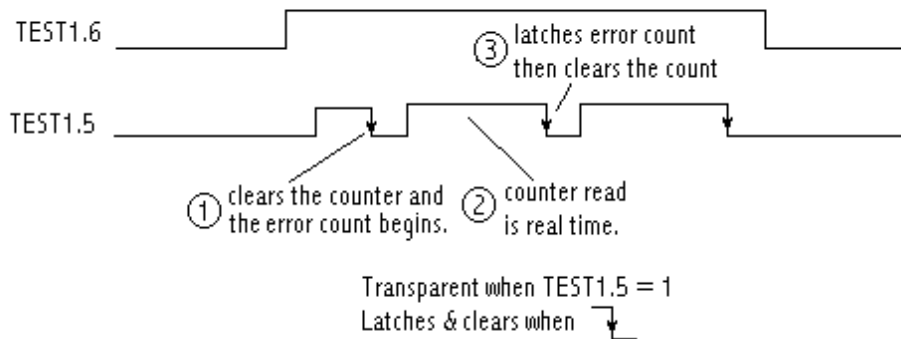 TEST1.6
3 latches error count
then clears the count
TEST1.5
1 clears the counter and
the error count begins.
2 counter read
is real time.
Transparent when TEST1.5 = 1
Latches & clears when